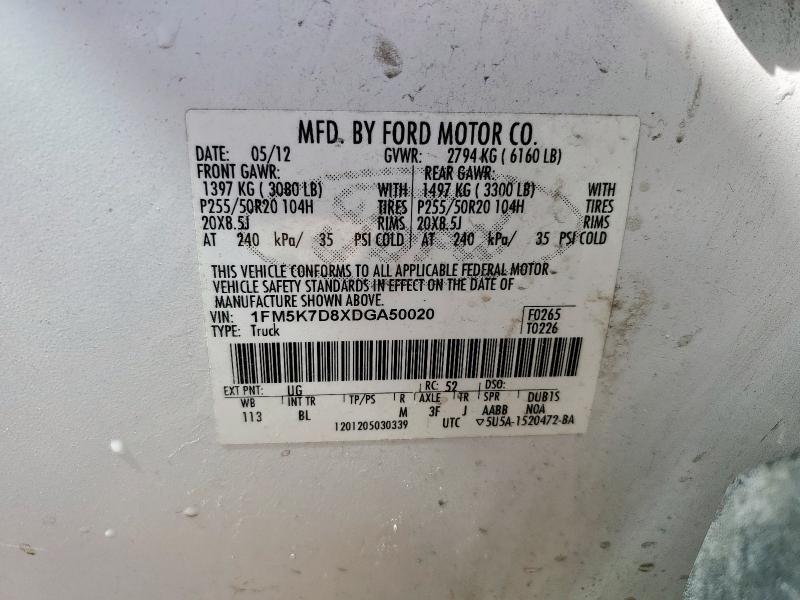 MFD. BY FORD MOTOR CO.
DATE: 05/12 GVWR: 2794 KG ( 6160 LB)
FRONT GAWR: REAR GAWR:
1397 KG ( 3080 LB) WITH 1497 KG ( 3300 LB) WITH
P255/50R20 104H TIRES P255/50R20 104H TIRES
20X8.5J RIMS 20X8.5J RIMS
AT 240 kPa/ 35 PSI COLD AT 240 kPa/ 35 PSI COLD
THIS VEHICLE CONFORMS TO ALL APPLICABLE FEDERAL MOTOR
VEHICLE SAFETY STANDARDS IN EFFECT ON THE DATE OF
MANUFACTURE SHOWN ABOVE.
VIN: 1FM5K7D8XDGA50020 F0265
TYPE: Truck T0226
EXT PNT: UG RC: 52 DSO:
WB INT TR TP/PS R AXLE TR SPR DUB1S
113 BL M 3F J AABB N0A
1201205030339 UTC ▽5U5A-1520472-BA